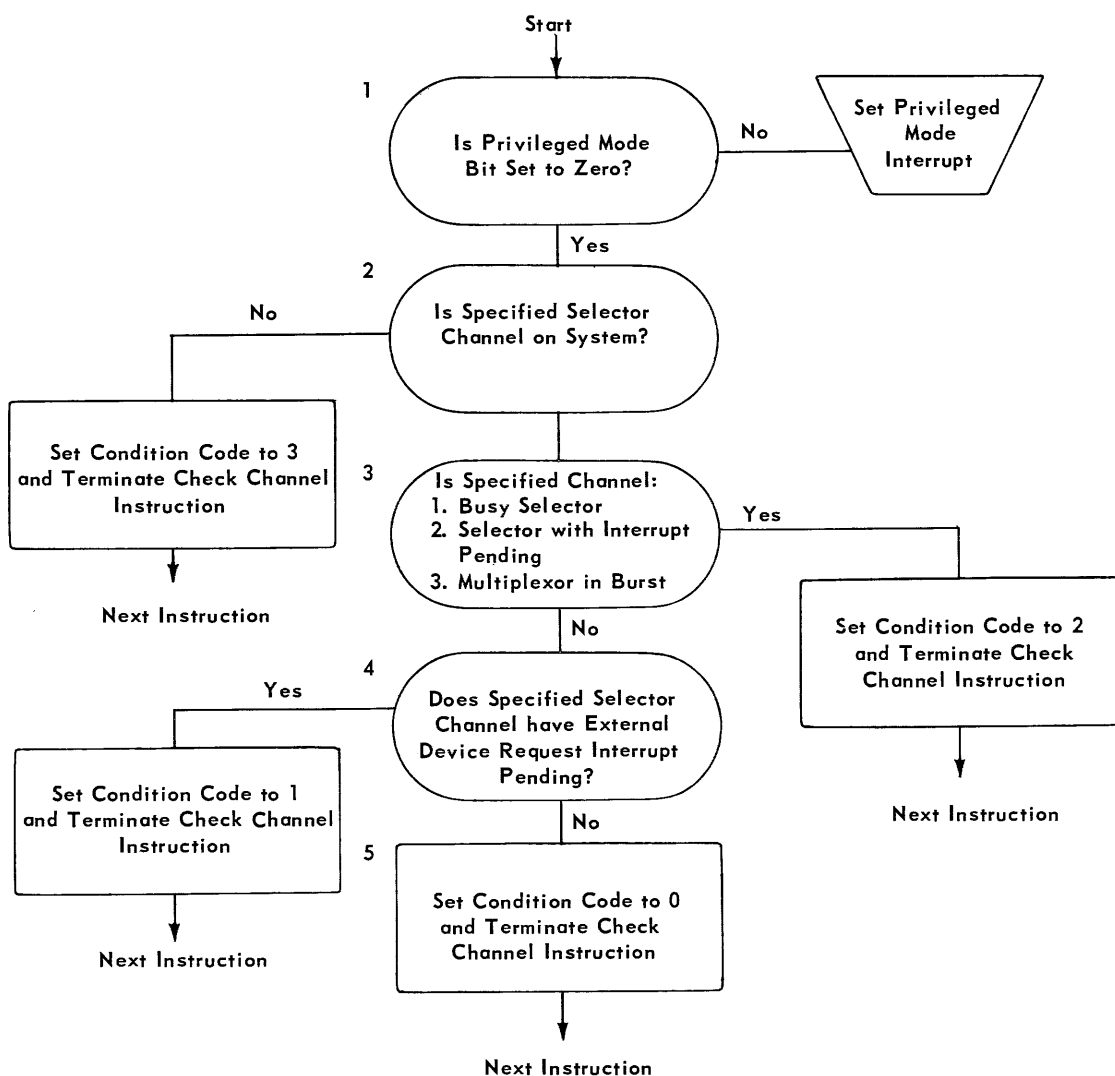 Start
1
Is Privileged Mode
Bit Set to Zero?
No
Set Privileged
Mode
Interrupt
Yes
2
Is Specified Selector
Channel on System?
No
Set Condition Code to 3
and Terminate Check Channel
Instruction
Next Instruction
3
Is Specified Channel:
1. Busy Selector
2. Selector with Interrupt
Pending
3. Multiplexor in Burst
Yes
Set Condition Code to 2
and Terminate Check
Channel Instruction
Next Instruction
No
4
Does Specified Selector
Channel have External
Device Request Interrupt
Pending?
Yes
Set Condition Code to 1
and Terminate Check Channel
Instruction
Next Instruction
No
5
Set Condition Code to 0
and Terminate Check
Channel Instruction
Next Instruction